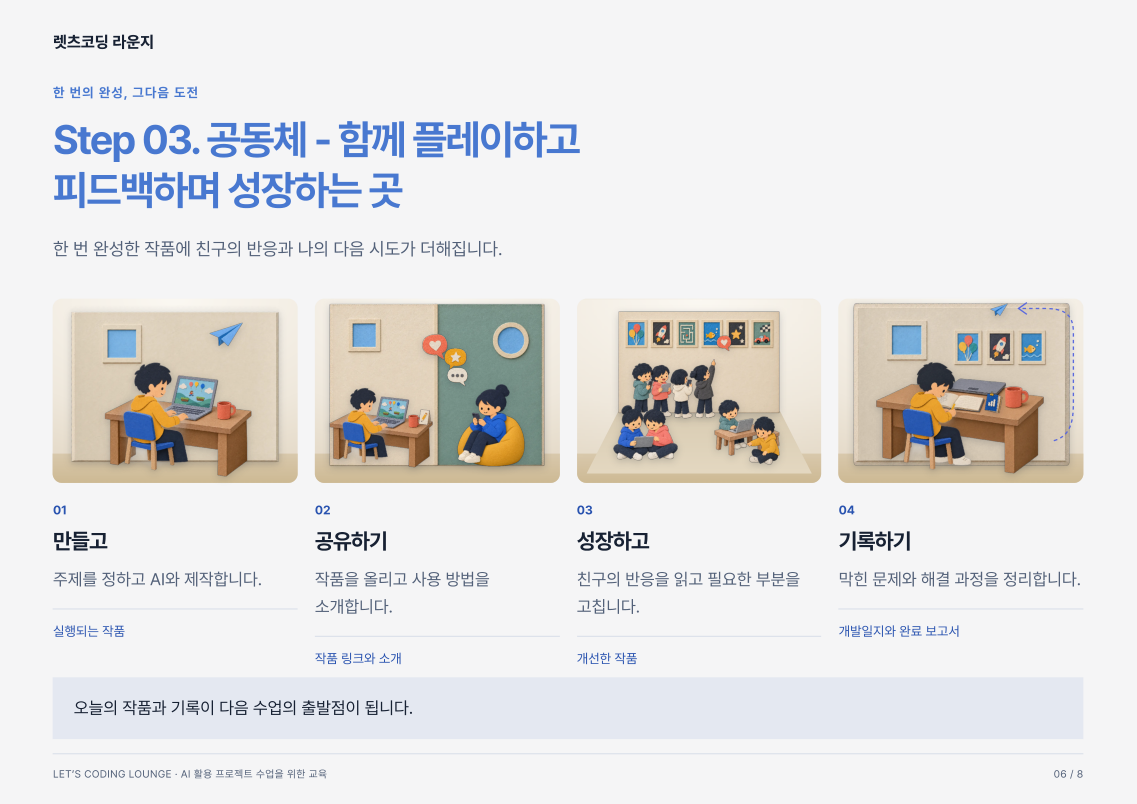 렛츠코딩 라운지
한 번의 완성, 그다음 도전
Step 03. 공동체 - 함께 플레이하고
피드백하며 성장하는 곳
한 번 완성한 작품에 친구의 반응과 나의 다음 시도가 더해집니다.
01
만들고
주제를 정하고 AI와 제작합니다.
실행되는 작품
02
공유하기
작품을 올리고 사용 방법을
소개합니다.
작품 링크와 소개
03
성장하고
친구의 반응을 읽고 필요한 부분을
고칩니다.
개선한 작품
04
기록하기
막힌 문제와 해결 과정을 정리합니다.
개발일지와 완료 보고서
오늘의 작품과 기록이 다음 수업의 출발점이 됩니다.
LET'S CODING LOUNGE · AI 활용 프로젝트 수업을 위한 교육
06 / 8